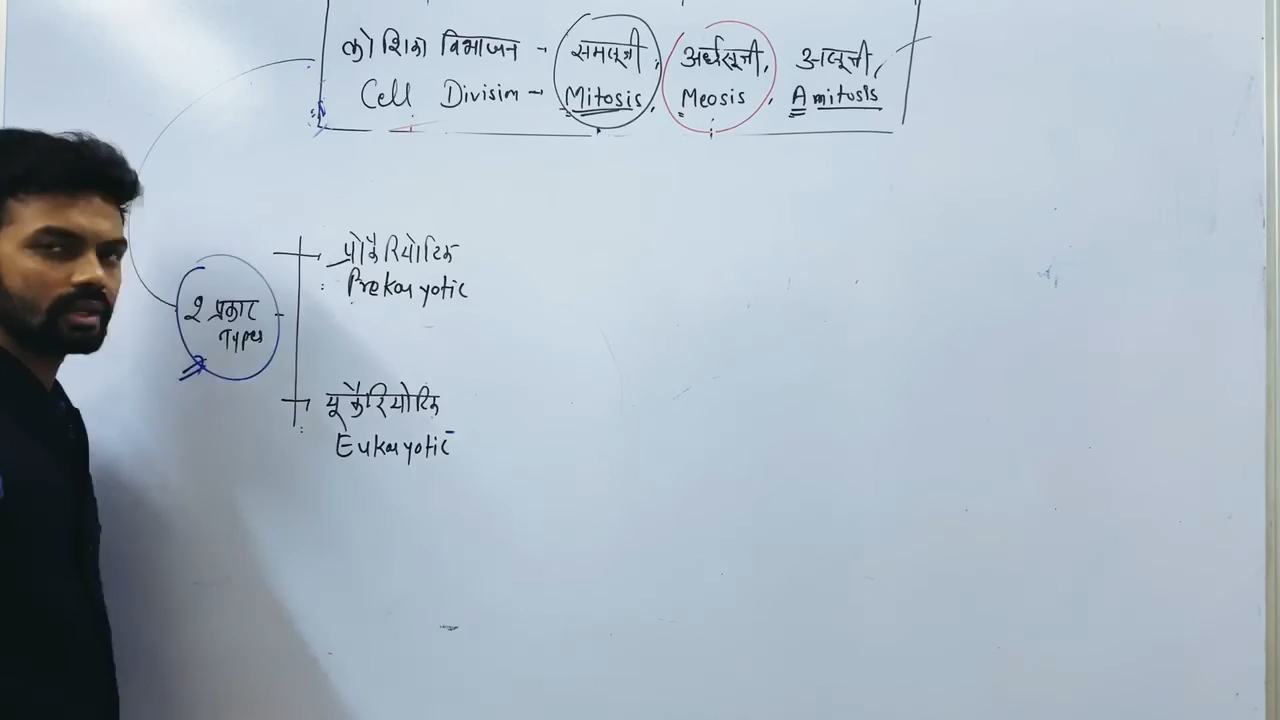 कोशिका विभाजन - समसूत्री, अर्धसूत्री, असूत्री,
Cell Division - Mitosis, Meosis, Amitosis
प्रोकैरियोटिक
Prokaryotic
2 प्रकार
Types
यूकैरियोटिक
Eukaryotic